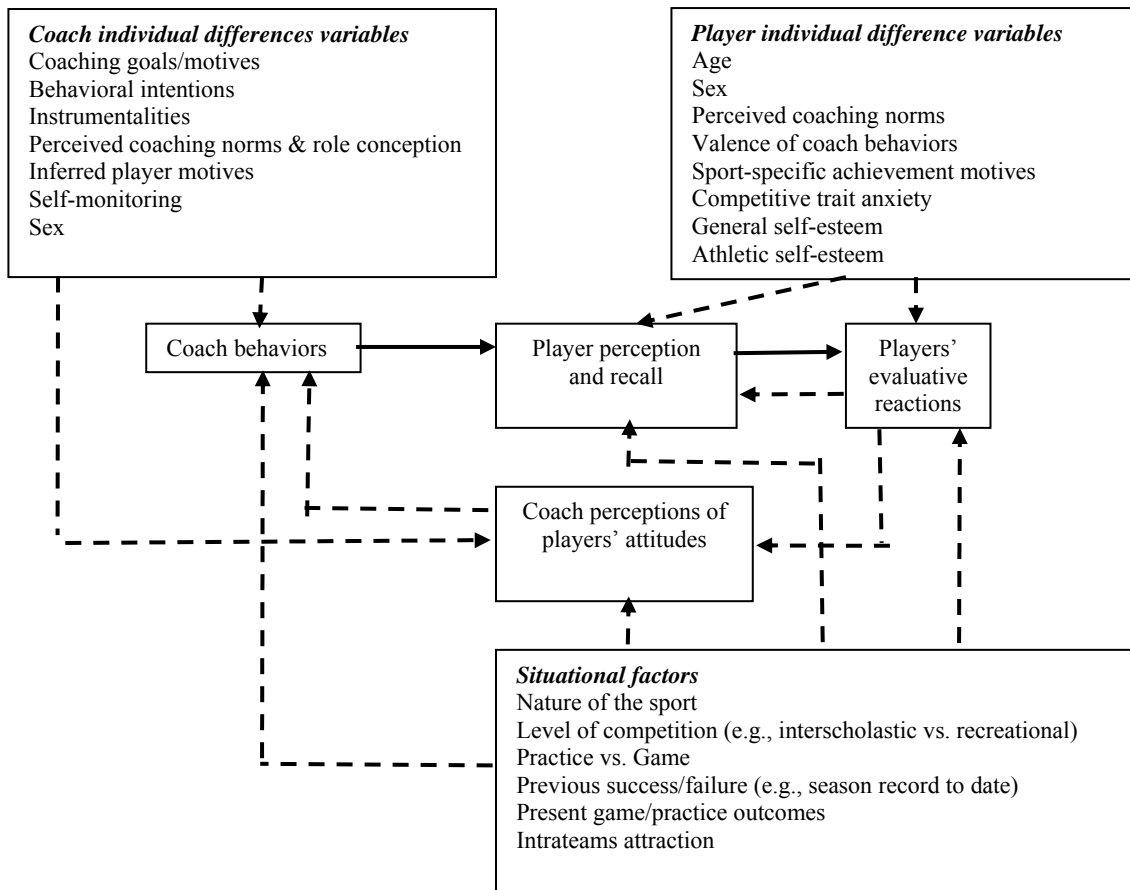 Coach individual differences variables
Coaching goals/motives
Behavioral intentions
Instrumentalities
Perceived coaching norms & role conception
Inferred player motives
Self-monitoring
Sex
Player individual difference variables
Age
Sex
Perceived coaching norms
Valence of coach behaviors
Sport-specific achievement motives
Competitive trait anxiety
General self-esteem
Athletic self-esteem
Coach behaviors
Player perception
and recall
Players’
evaluative
reactions
Coach perceptions of
players’ attitudes
Situational factors
Nature of the sport
Level of competition (e.g., interscholastic vs. recreational)
Practice vs. Game
Previous success/failure (e.g., season record to date)
Present game/practice outcomes
Intrateams attraction